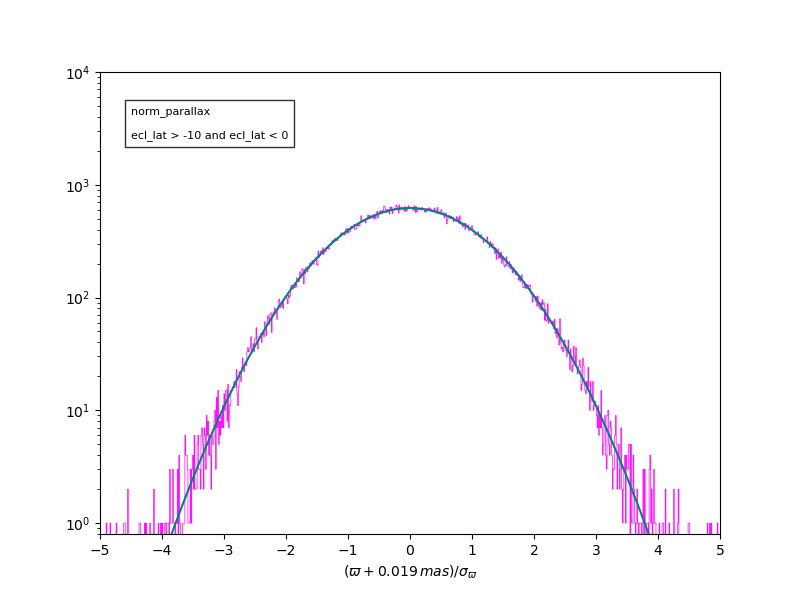 norm_parallax
ecl_lat > -10 and ecl_lat < 0
10^4
10^3
10^2
10^1
10^0
−5 −4 −3 −2 −1 0 1 2 3 4 5
(ϖ + 0.019 mas)/σ_ϖ